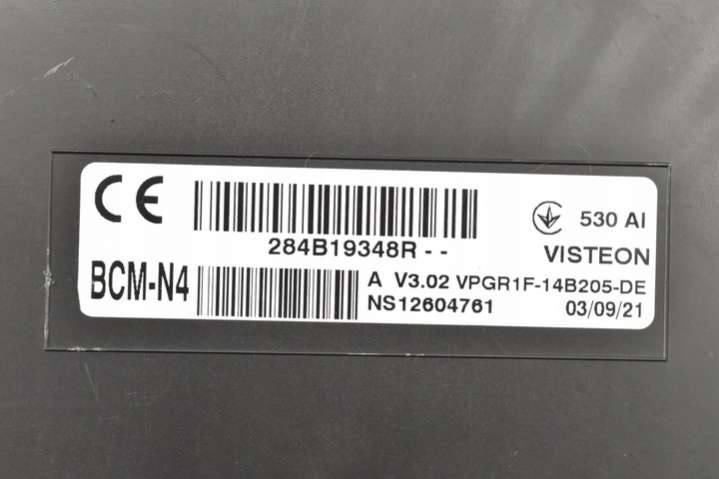 CE
530 AI
284B19348R - -
VISTEON
BCM-N4
A V3.02 VPGR1F-14B205-DE
NS12604761 03/09/21